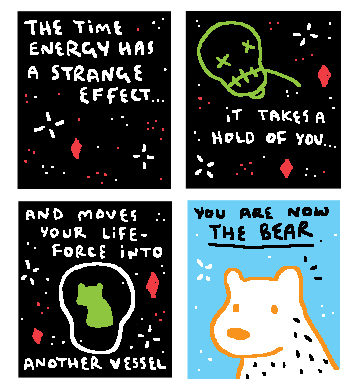 THE TIME
ENERGY HAS
A STRANGE
EFFECT...
IT TAKES A
HOLD OF YOU...
AND MOVES
YOUR LIFE-
FORCE INTO
ANOTHER VESSEL
YOU ARE NOW
THE BEAR